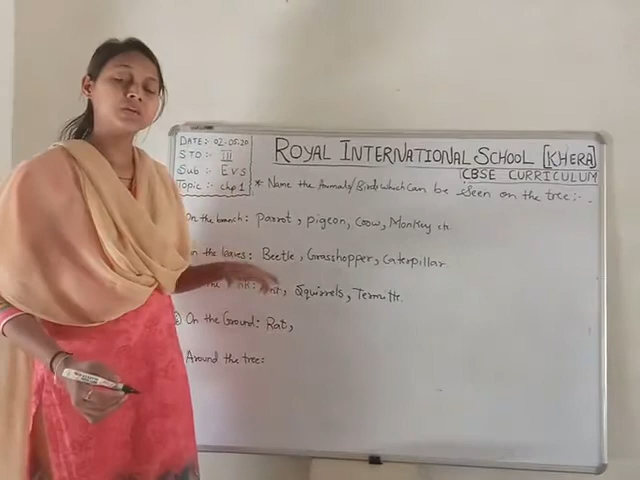 DATE:- 02.05.20
STD:- III
Sub:- EVS
Topic:- chp 1
ROYAL INTERNATIONAL SCHOOL [KHERA]
CBSE CURRICULUM
* Name the Animals/Birds which can be seen on the tree:-
On the branch: parrot, pigeon, Coow, Monkey etc
the leaves: Beetle, Grasshopper, Caterpillar.
Squirrels, Termite.
On the Ground: Rat,
Around the tree: